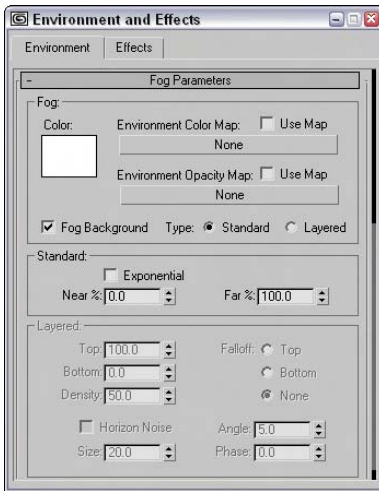 Environment and Effects
Environment Effects
- Fog Parameters
Fog:
Color: Environment Color Map: Use Map
None
Environment Opacity Map: Use Map
None
Fog Background Type: Standard Layered
Standard:
Exponential
Near %: 0.0 Far %: 100.0
Layered:
Top: 100.0 Falloff: Top
Bottom: 0.0 Bottom
Density: 50.0 None
Horizon Noise Angle: 5.0
Size: 20.0 Phase: 0.0